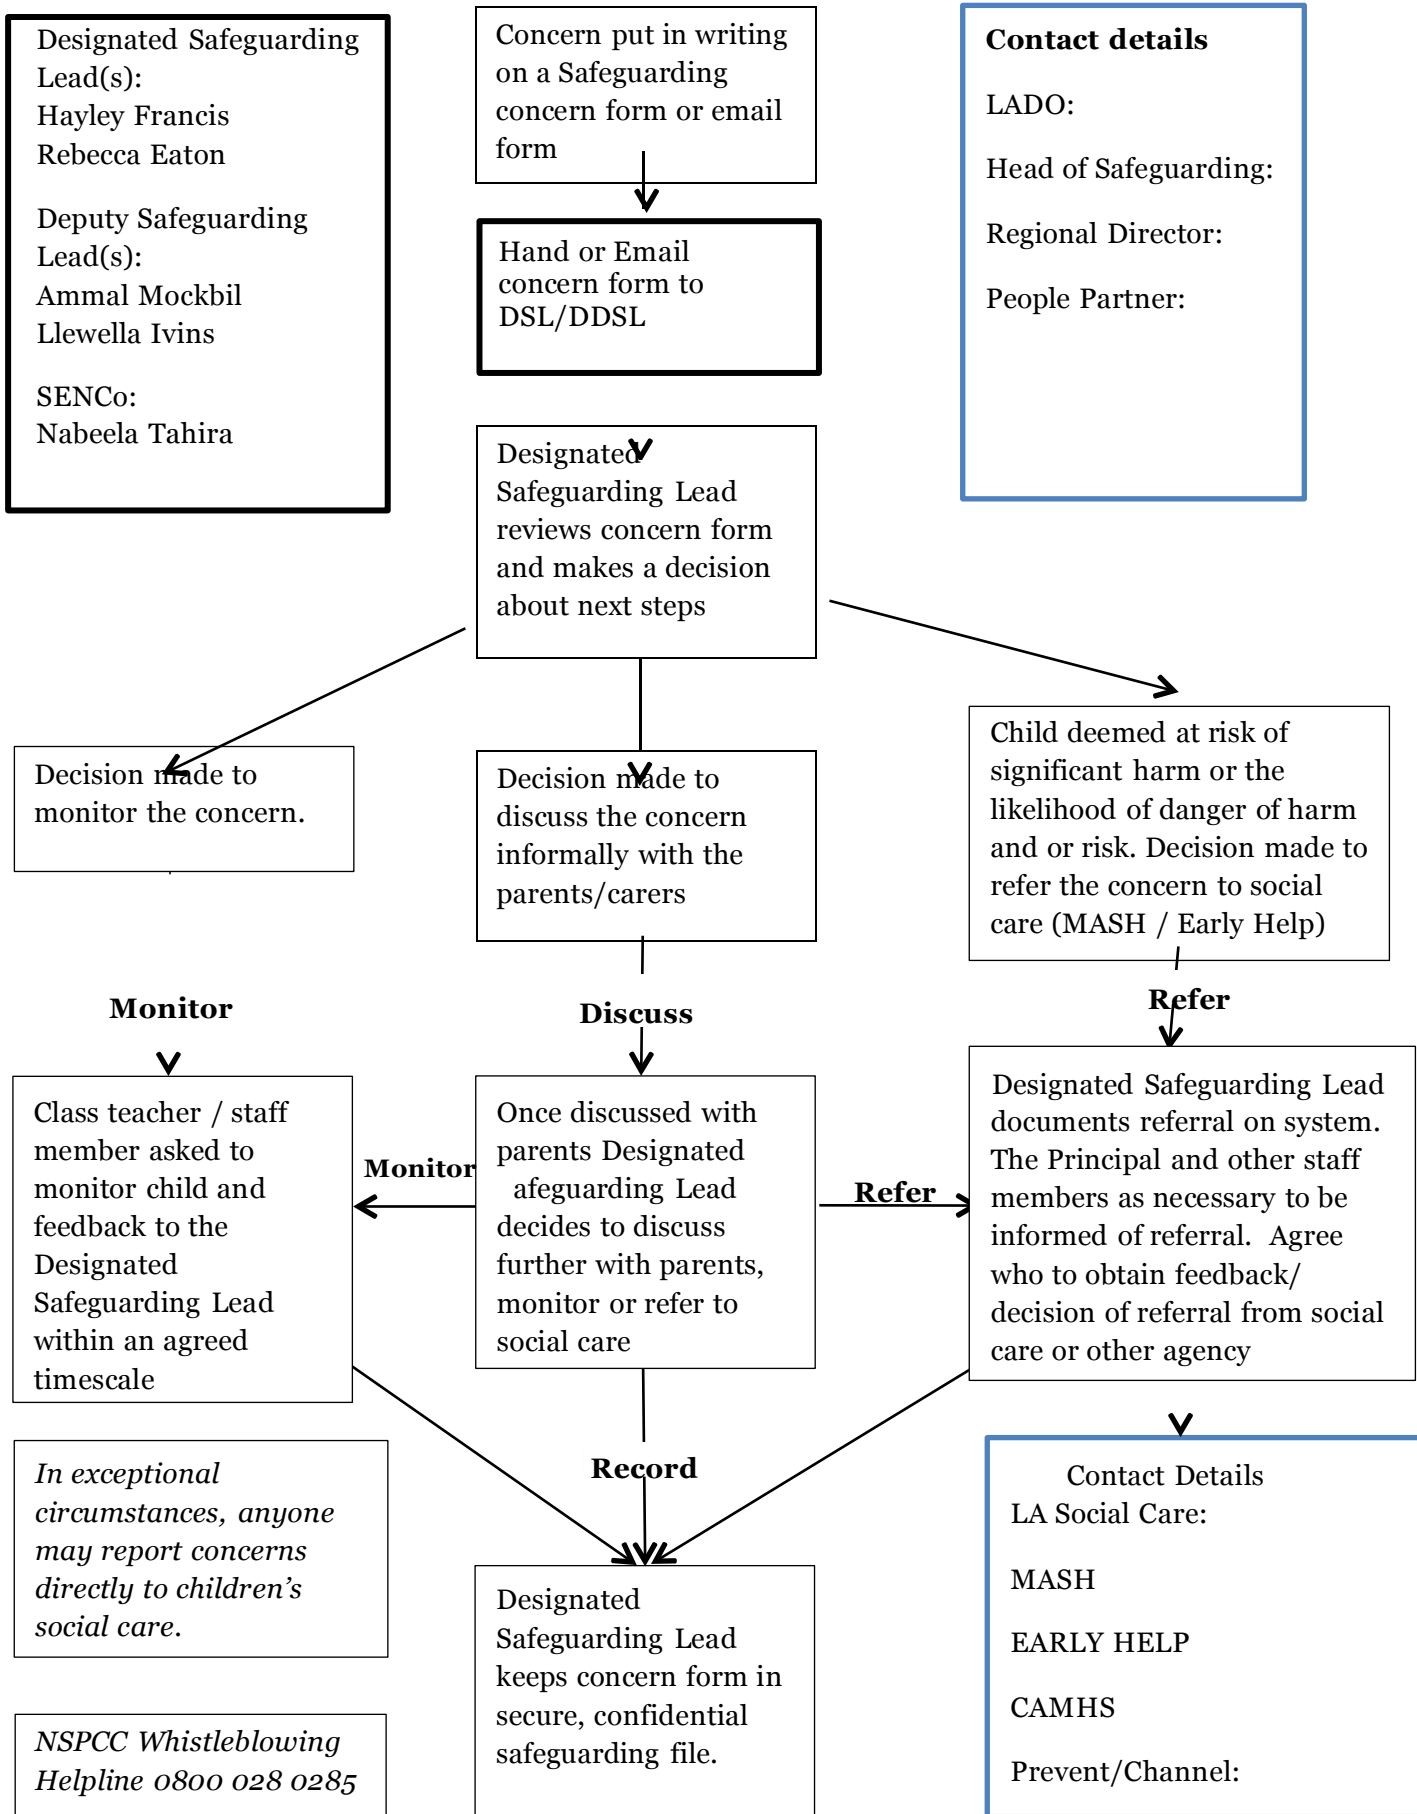 Designated Safeguarding
Lead(s):
Hayley Francis
Rebecca Eaton
Deputy Safeguarding
Lead(s):
Ammal Mockbil
Llewella Ivins
SENCo:
Nabeela Tahira
Concern put in writing
on a Safeguarding
concern form or email
form
Contact details
LADO:
Head of Safeguarding:
Regional Director:
People Partner:
Hand or Email
concern form to
DSL/DDSL
Designated
Safeguarding Lead
reviews concern form
and makes a decision
about next steps
Decision made to
monitor the concern.
Decision made to
discuss the concern
informally with the
parents/carers
Child deemed at risk of
significant harm or the
likelihood of danger of harm
and or risk. Decision made to
refer the concern to social
care (MASH / Early Help)
Monitor
Discuss
Refer
Class teacher / staff
member asked to
monitor child and
feedback to the
Designated
Safeguarding Lead
within an agreed
timescale
Monitor
Once discussed with
parents Designated
afeguarding Lead
decides to discuss
further with parents,
monitor or refer to
social care
Refer
Designated Safeguarding Lead
documents referral on system.
The Principal and other staff
members as necessary to be
informed of referral. Agree
who to obtain feedback/
decision of referral from social
care or other agency
In exceptional
circumstances, anyone
may report concerns
directly to children’s
social care.
Record
Contact Details
LA Social Care:
MASH
EARLY HELP
CAMHS
Prevent/Channel:
Designated
Safeguarding Lead
keeps concern form in
secure, confidential
safeguarding file.
NSPCC Whistleblowing
Helpline 0800 028 0285